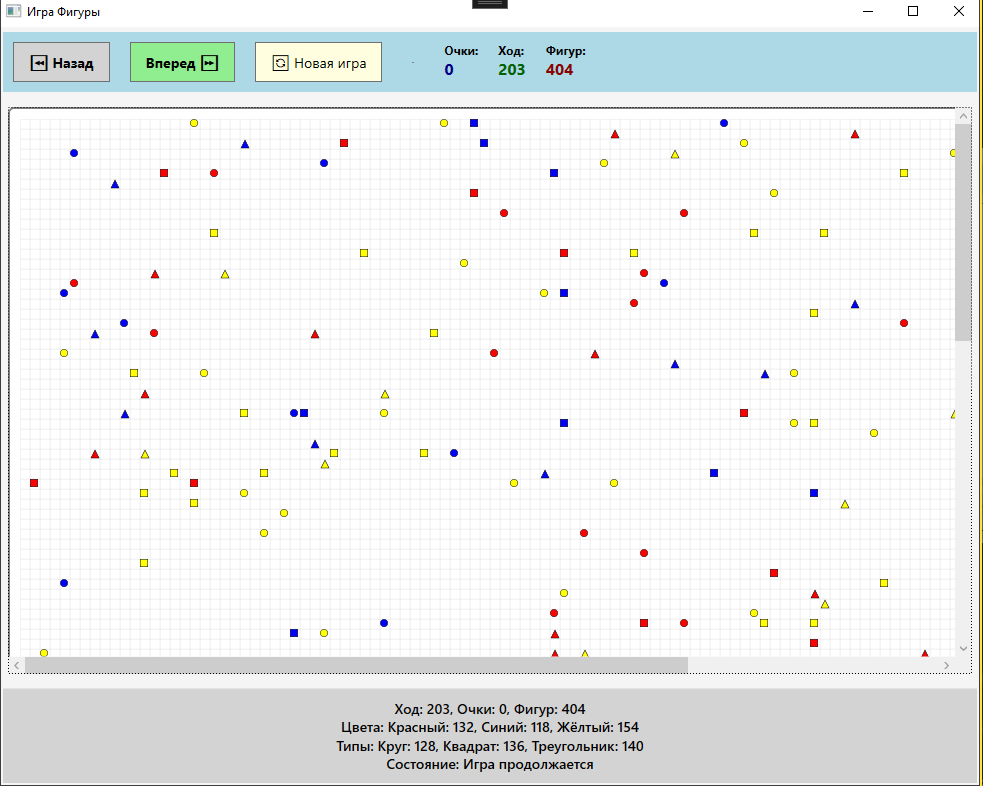 Игра Фигуры
Назад
Вперед
Новая игра
Очки:
0
Ход:
203
Фигур:
404
Ход: 203, Очки: 0, Фигур: 404
Цвета: Красный: 132, Синий: 118, Жёлтый: 154
Типы: Круг: 128, Квадрат: 136, Треугольник: 140
Состояние: Игра продолжается